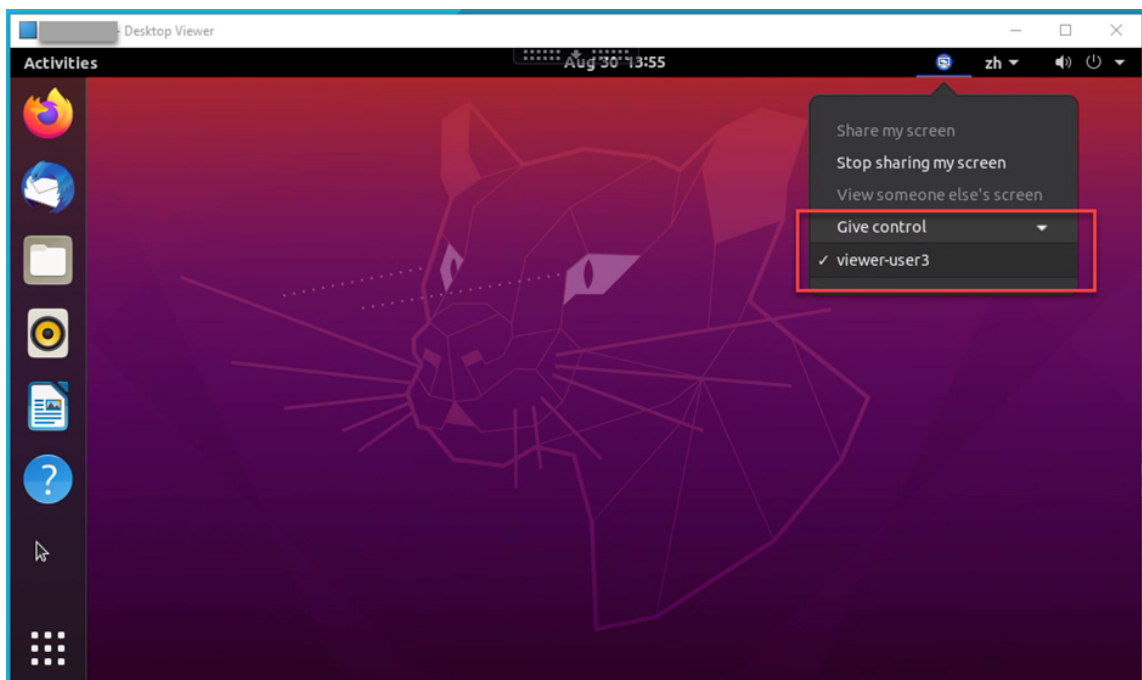 - Desktop Viewer
Activities
Aug 30 13:55
zh
Share my screen
Stop sharing my screen
View someone else's screen
Give control
✓ viewer-user3
?